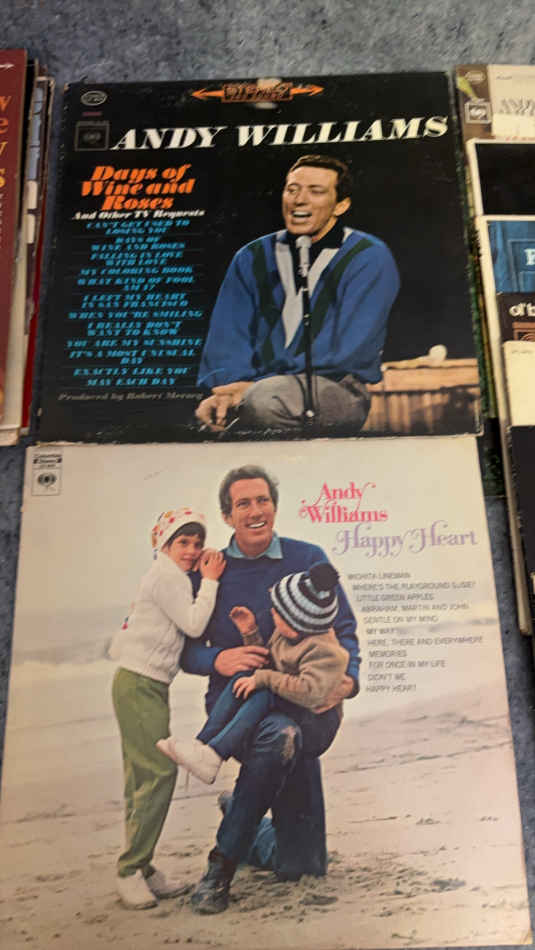 STEREO
ANDY WILLIAMS
Days of
Wine and
Roses
And Other TV Requests
CAN'T GET USED TO
LOSING YOU
DAYS OF
WINE AND ROSES
FALLING IN LOVE
WITH LOVE
MY COLORING BOOK
WHAT KIND OF FOOL
AM I?
I LEFT MY HEART
IN SAN FRANCISCO
WHEN YOU'RE SMILING
I REALLY DON'T
WANT TO KNOW
YOU ARE MY SUNSHINE
IT'S A MOST UNUSUAL
DAY
EXACTLY LIKE YOU
MAY EACH DAY
Produced by Robert Mersey
Andy
Williams
Happy Heart
WICHITA LINEMAN
WHERE'S THE PLAYGROUND SUSIE?
LITTLE GREEN APPLES
ABRAHAM, MARTIN AND JOHN
GENTLE ON MY MIND
MY WAY
HERE, THERE AND EVERYWHERE
MEMORIES
FOR ONCE IN MY LIFE
DIDN'T WE
HAPPY HEART
ol'b